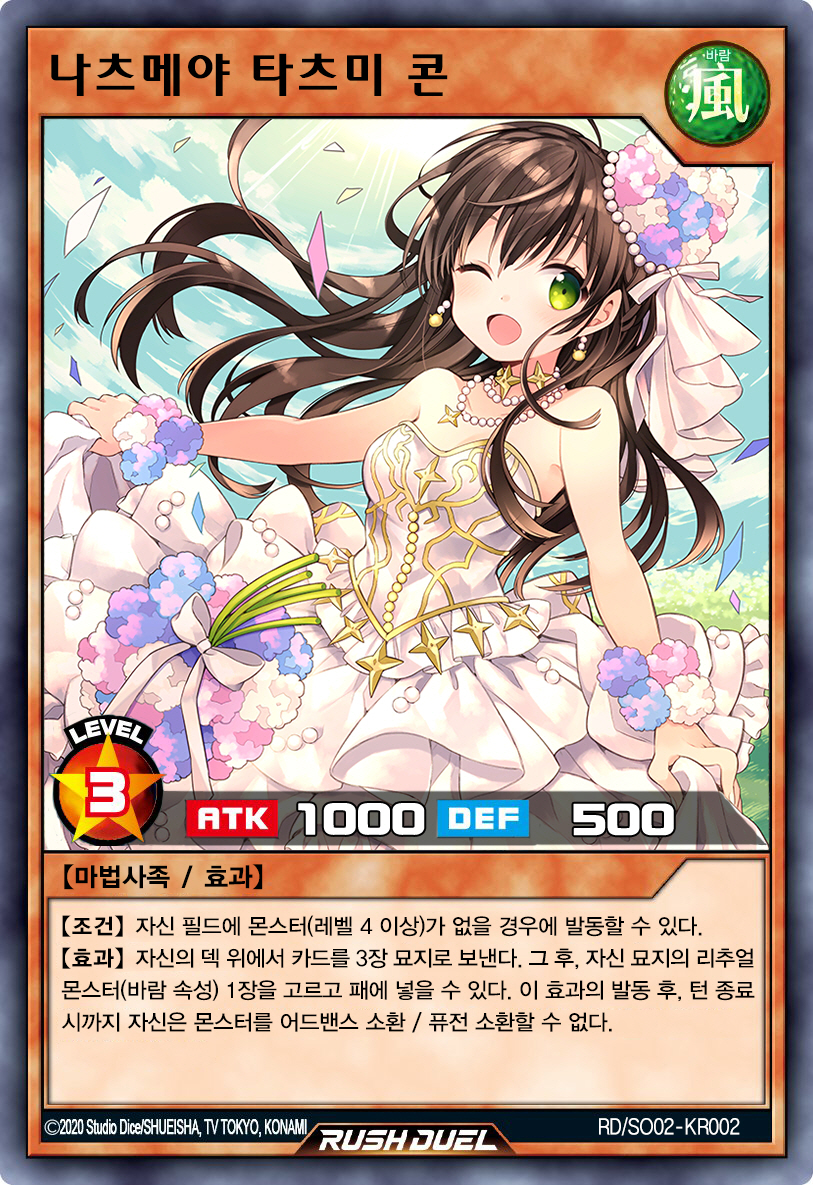 나츠메야 타츠미 콘
바람
風
LEVEL
3
ATK 1000 DEF 500
【마법사족 / 효과】
【조건】 자신 필드에 몬스터(레벨 4 이상)가 없을 경우에 발동할 수 있다.
【효과】 자신의 덱 위에서 카드를 3장 묘지로 보낸다. 그 후, 자신 묘지의 리추얼
몬스터(바람 속성) 1장을 고르고 패에 넣을 수 있다. 이 효과의 발동 후, 턴 종료
시까지 자신은 몬스터를 어드밴스 소환 / 퓨전 소환할 수 없다.
©2020 Studio Dice/SHUEISHA, TV TOKYO, KONAMI
RUSH DUEL
RD/SO02-KR002